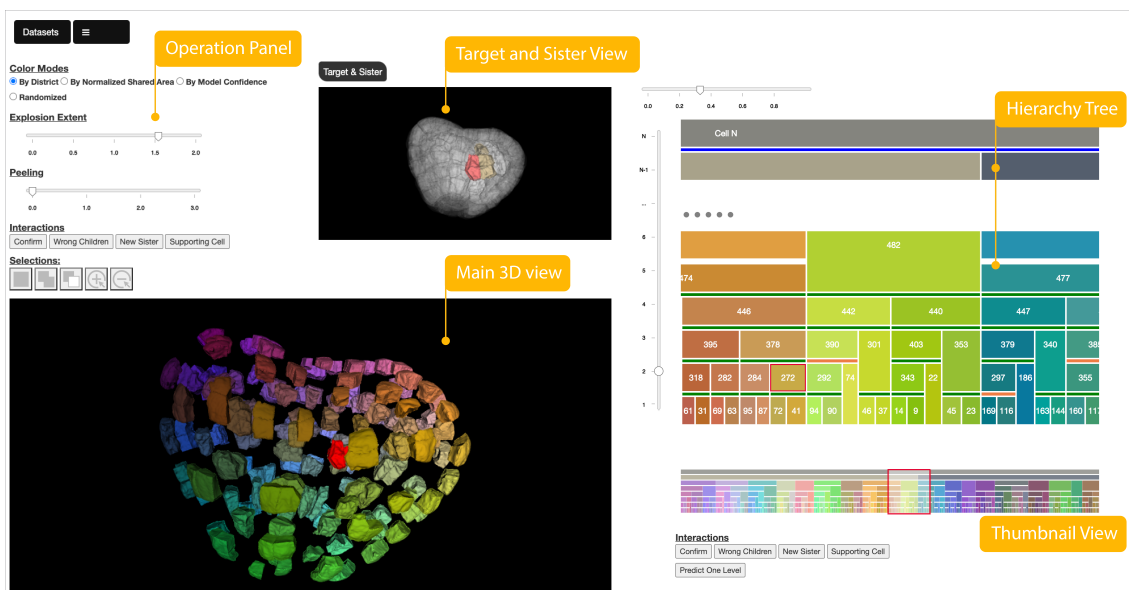 Datasets ≡
Operation Panel
Target and Sister View
Color Modes
By District By Normalized Shared Area By Model Confidence
Randomized
Explosion Extent
0.0 0.5 1.0 1.5 2.0
Peeling
0.0 1.0 2.0 3.0
Interactions
Confirm Wrong Children New Sister Supporting Cell
Selections:
Target & Sister
Main 3D view
0.0 0.2 0.4 0.6 0.8
Hierarchy Tree
N Cell N
N-1
...
6 482
5 474 477
4 446 442 440 447
3 395 378 390 301 403 353 379 340
2 318 282 284 272 292 74 343 22 297 186 355
1 61 31 69 63 95 87 72 41 94 90 46 37 14 9 45 23 169 116 163 144 160
Thumbnail View
Interactions
Confirm Wrong Children New Sister Supporting Cell
Predict One Level